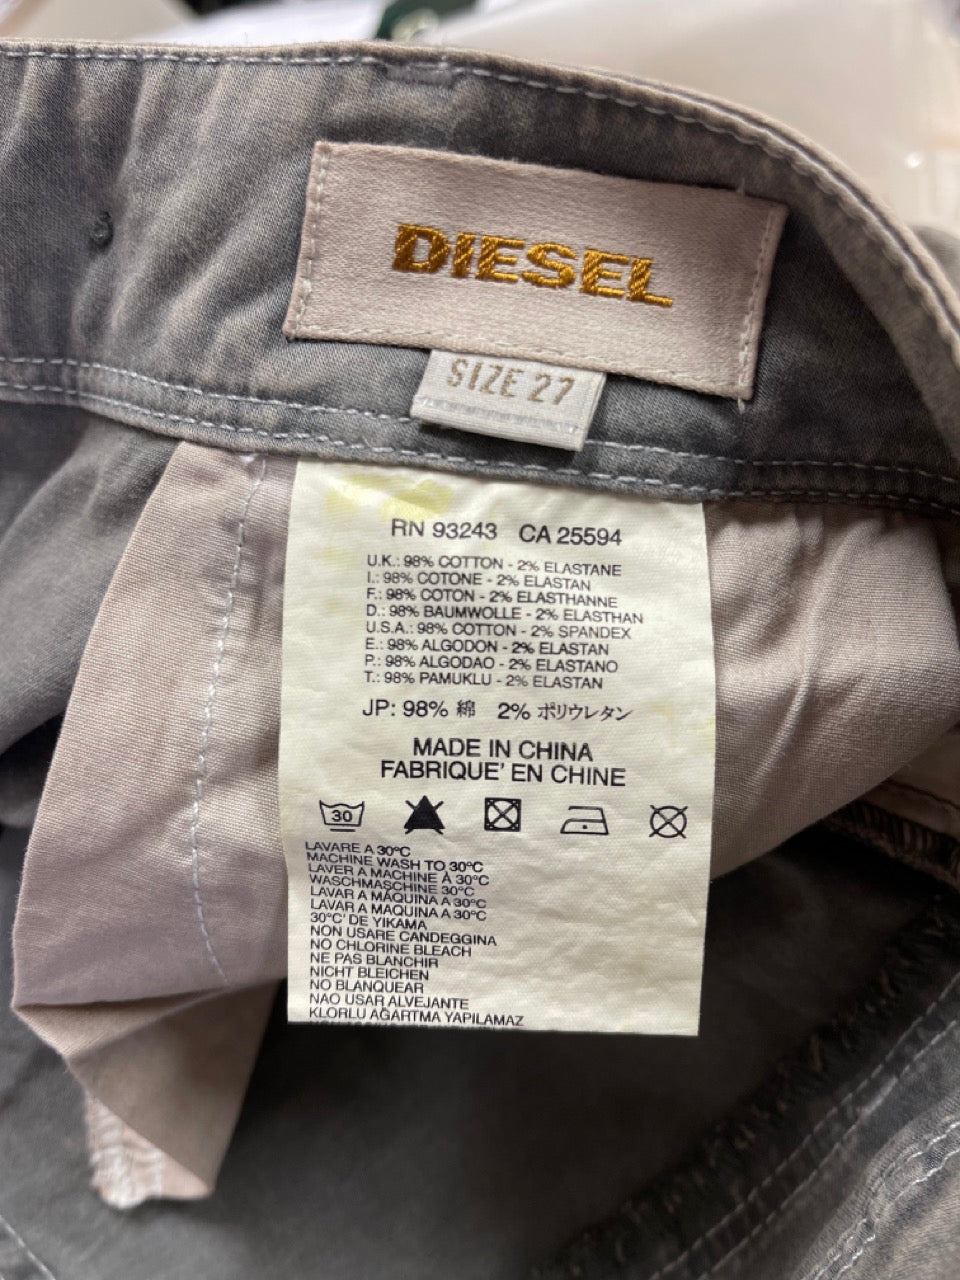 DIESEL
SIZE 27
RN 93243 CA 25594
U.K.: 98% COTTON - 2% ELASTANE
I.: 98% COTONE - 2% ELASTAN
F.: 98% COTON - 2% ELASTHANNE
D.: 98% BAUMWOLLE - 2% ELASTHAN
U.S.A.: 98% COTTON - 2% SPANDEX
E.: 98% ALGODON - 2% ELASTAN
P.: 98% ALGODAO - 2% ELASTANO
T.: 98% PAMUKLU - 2% ELASTAN
JP: 98% 綿 2% ポリウレタン
MADE IN CHINA
FABRIQUE' EN CHINE
30
LAVARE A 30°C
MACHINE WASH TO 30°C
LAVER A MACHINE À 30°C
WASCHMASCHINE 30°C
LAVAR A MÁQUINA A 30°C
LAVAR A MAQUINA A 30°C
30°C' DE YIKAMA
NON USARE CANDEGGINA
NO CHLORINE BLEACH
NE PAS BLANCHIR
NICHT BLEICHEN
NO BLANQUEAR
NAO USAR ALVEJANTE
KLORLU AĞARTMA YAPILAMAZ